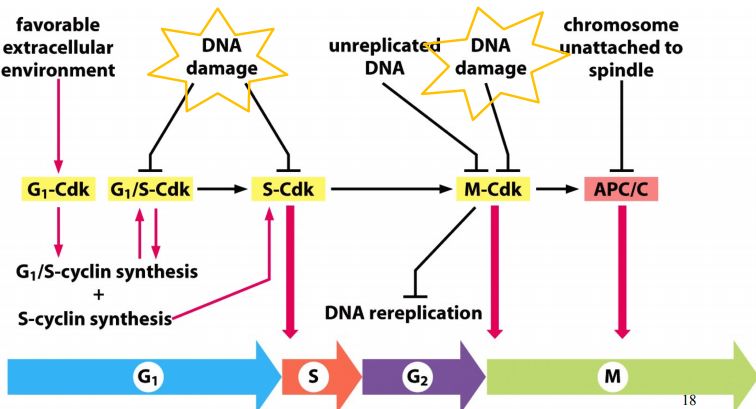 favorable
extracellular
environment
DNA
damage
unreplicated
DNA
DNA
damage
chromosome
unattached to
spindle
G₁-Cdk
G₁/S-Cdk
S-Cdk
M-Cdk
APC/C
G₁/S-cyclin synthesis
+
S-cyclin synthesis
DNA rereplication
G₁
S
G₂
M
18